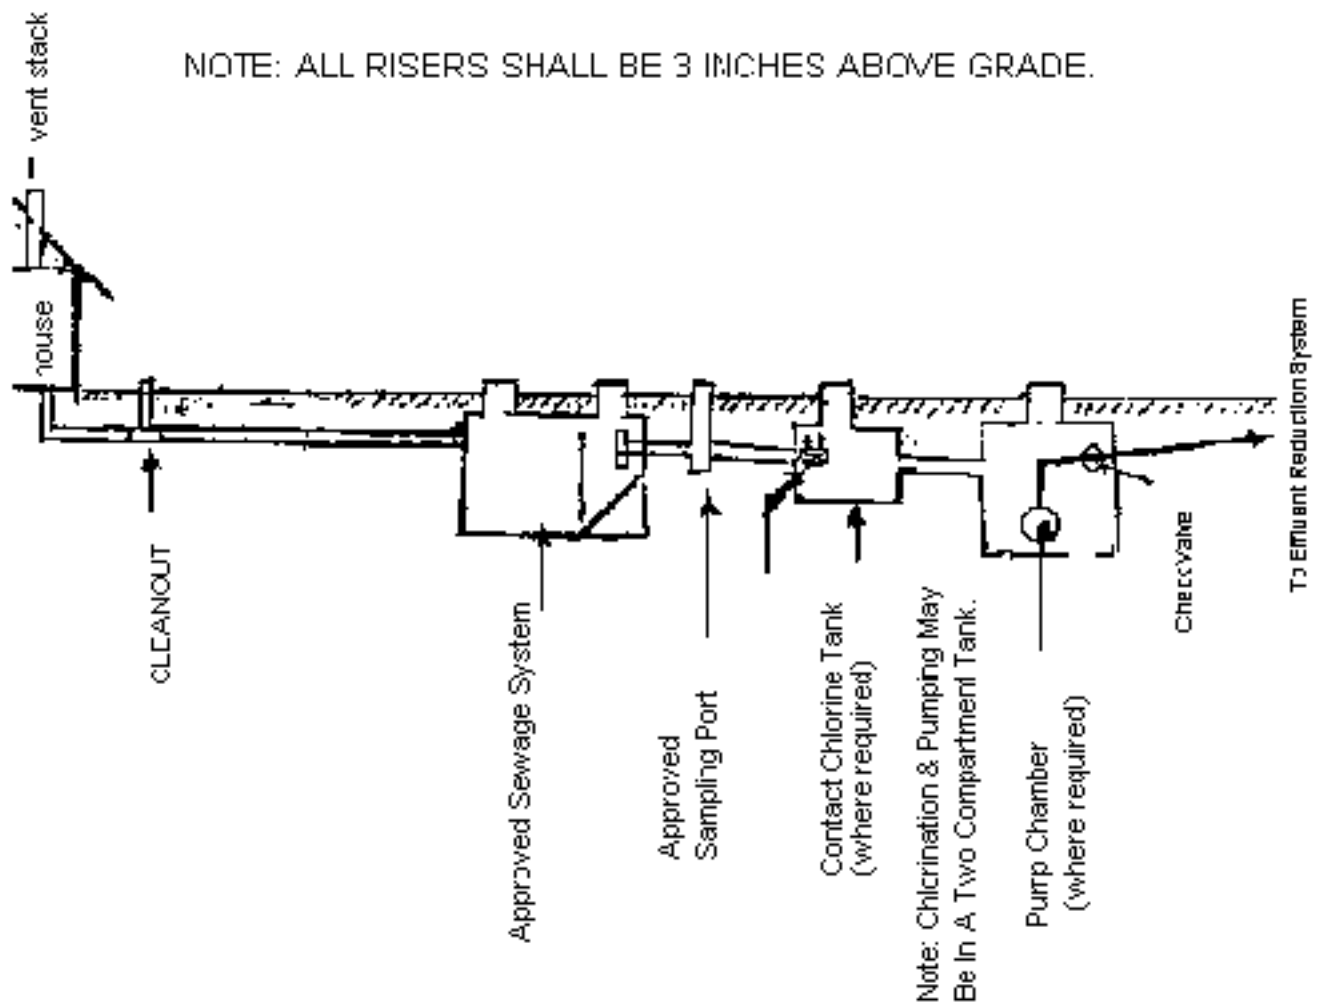 NOTE: ALL RISERS SHALL BE 3 INCHES ABOVE GRADE.
vent stack
house
CLEANOUT
Approved Sewage System
Approved
Sampling Port
Contact Chlorine Tank
(where required)
Note: Chlorination & Pumping May
Be In A Two Compartment Tank.
Pump Chamber
(where required)
Check Valve
To Effluent Reduction System